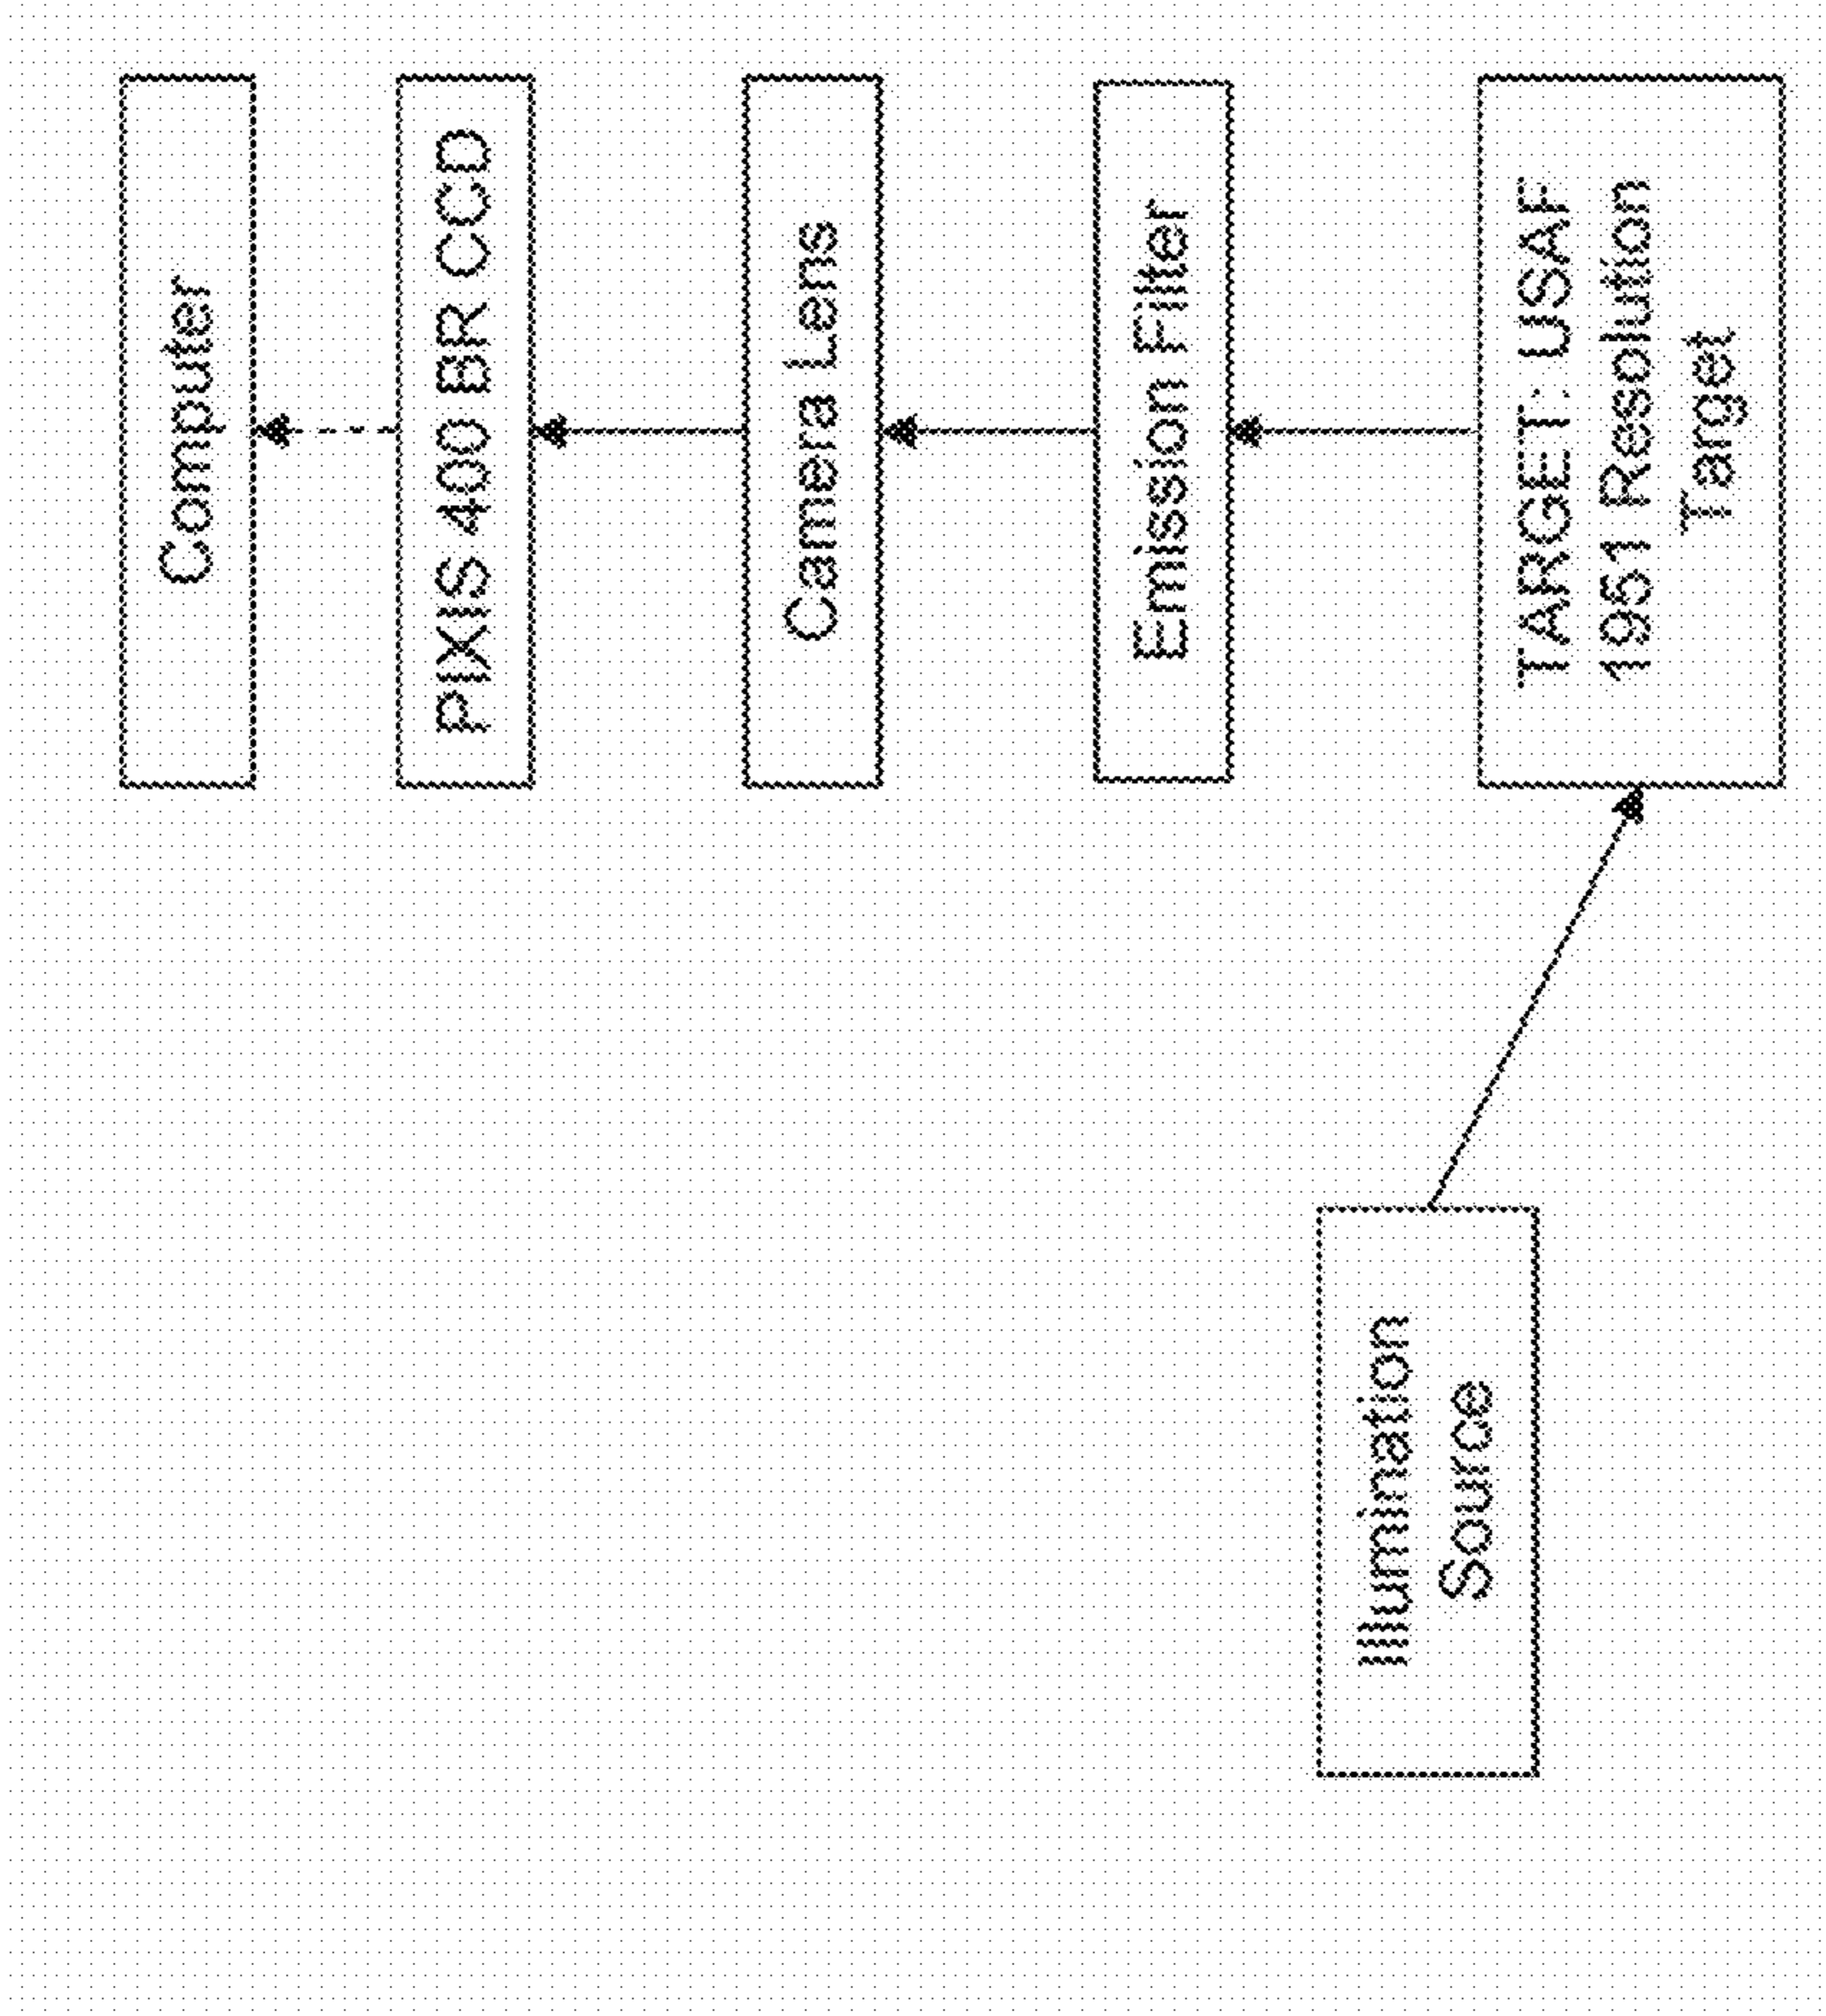 Computer
PIXIS 400 BR CCD
Camera Lens
Emission Filter
TARGET: USAF
1951 Resolution
Target
Illumination
Source